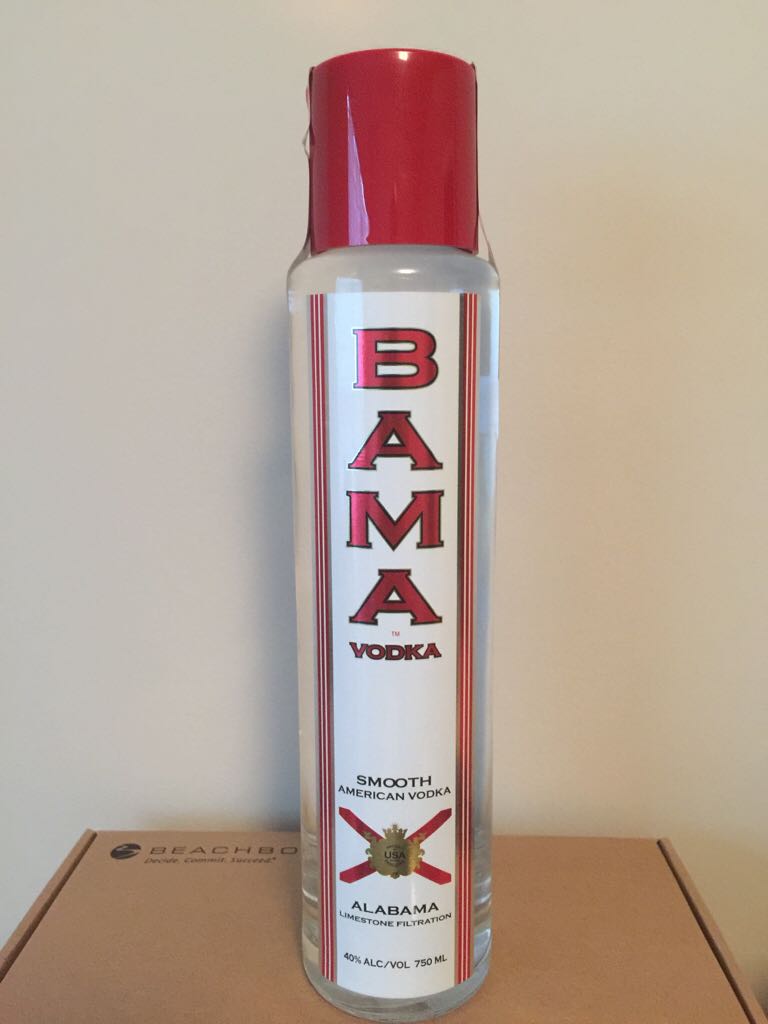 BAMA
TM
VODKA
SMOOTH
AMERICAN VODKA
USA
ALABAMA
LIMESTONE FILTRATION
40% ALC/VOL 750 ML
BEACHBO
Decide. Commit. Succeed.®